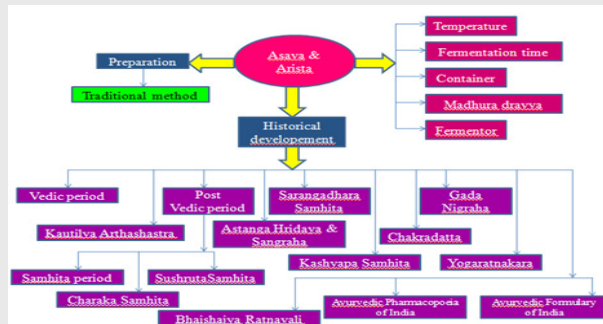 Asava &
Arista
Preparation
Traditional method
Temperature
Fermentation time
Container
Madhura dravya
Fermentor
Historical
developement
Vedic period
Post
Vedic period
Sarangadhara
Samhita
Gada
Nigraha
Kautilya Arthashastra
Astanga Hridaya &
Sangraha
Chakradatta
Kashyapa Samhita
Yogaratnakara
Samhita period
SushrutaSamhita
Charaka Samhita
Bhaishajya Ratnavali
Ayurvedic Pharmacopoeia
of India
Ayurvedic Formulary
of India